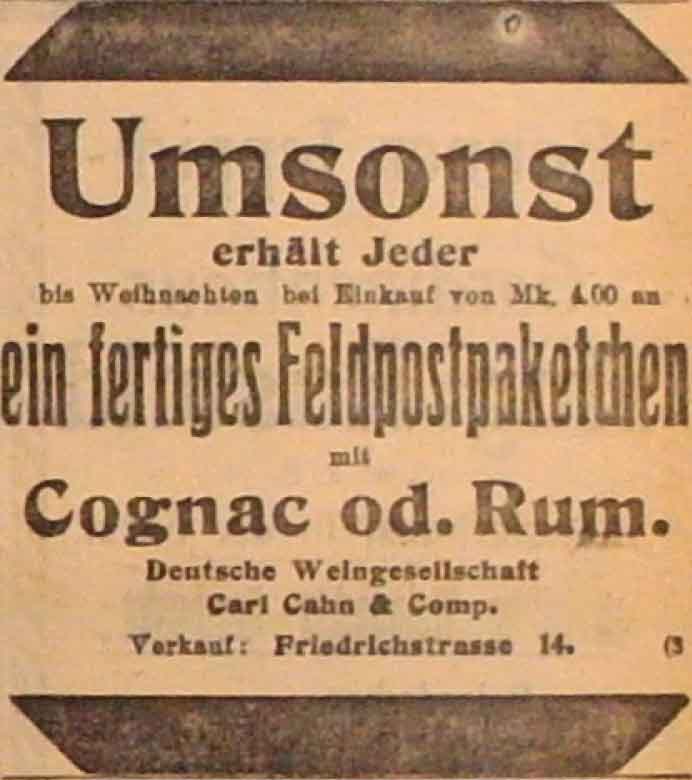 Umsonst
erhält Jeder
bis Weihnachten bei Einkauf von Mk. 4.00 an
ein fertiges Feldpostpaketchen
mit
Cognac od. Rum.
Deutsche Weingesellschaft
Carl Cahn & Comp.
Verkauf: Friedrichstrasse 14. (3